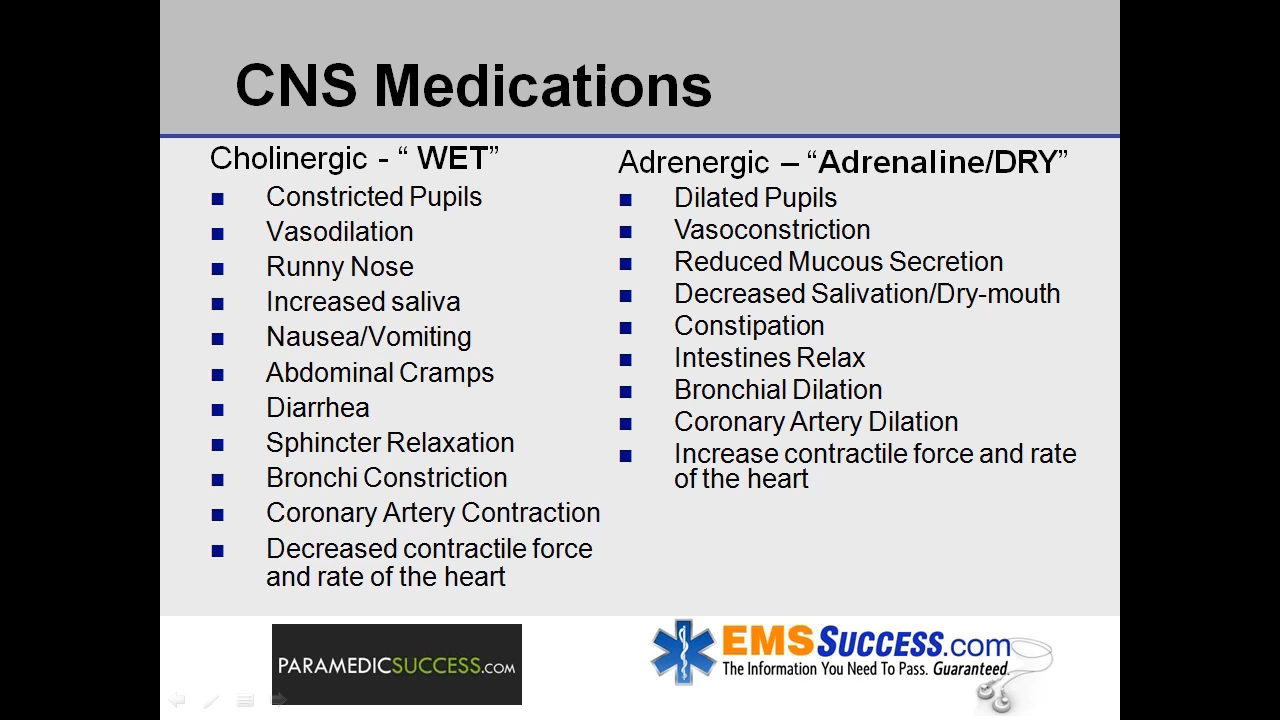 CNS Medications
Cholinergic - “ WET”
Constricted Pupils
Vasodilation
Runny Nose
Increased saliva
Nausea/Vomiting
Abdominal Cramps
Diarrhea
Sphincter Relaxation
Bronchi Constriction
Coronary Artery Contraction
Decreased contractile force
and rate of the heart
Adrenergic – “Adrenaline/DRY”
Dilated Pupils
Vasoconstriction
Reduced Mucous Secretion
Decreased Salivation/Dry-mouth
Constipation
Intestines Relax
Bronchial Dilation
Coronary Artery Dilation
Increase contractile force and rate
of the heart
PARAMEDICSUCCESS.COM
EMSSUCCESS.com
The Information You Need To Pass. Guaranteed.